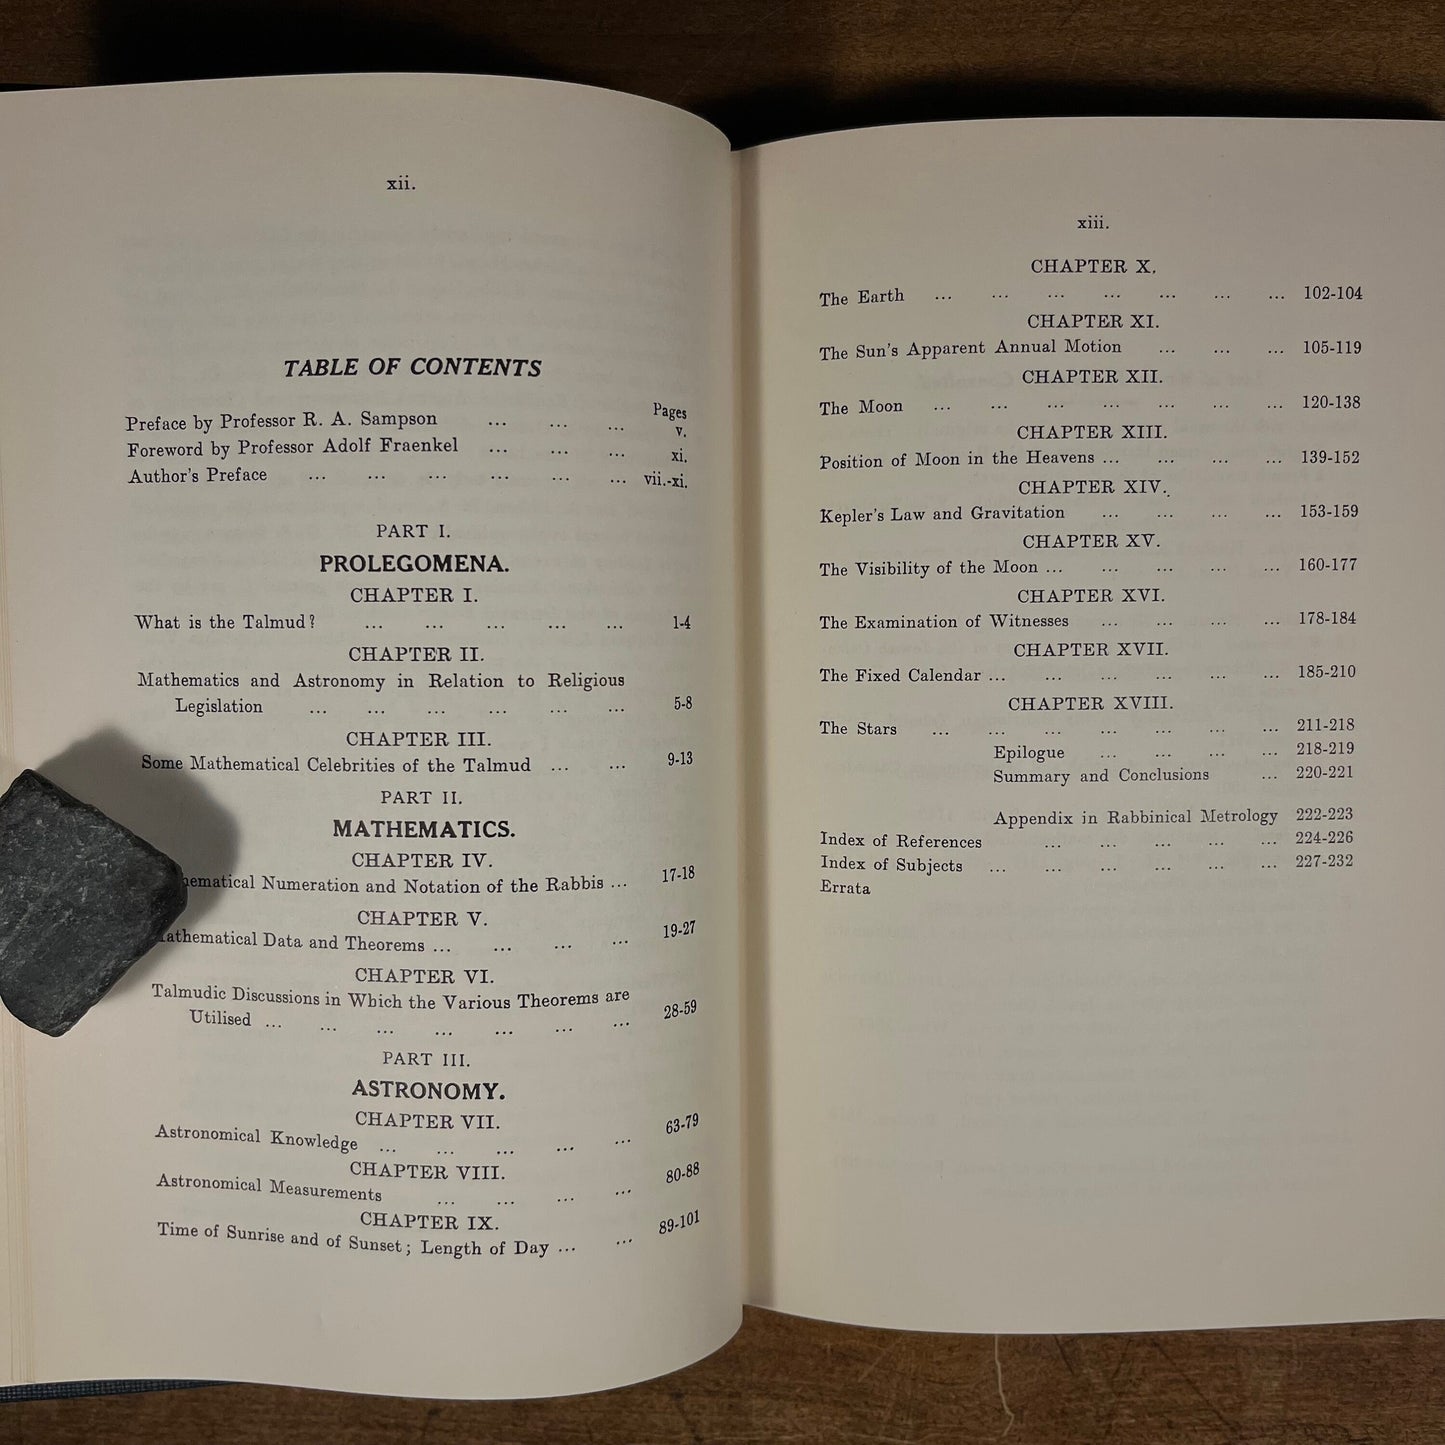 xii.
TABLE OF CONTENTS
Pages
Preface by Professor R. A. Sampson ... ... ... v.
Foreword by Professor Adolf Fraenkel ... ... ... xi.
Author's Preface ... ... ... ... ... ... vii.-xi.
PART I.
PROLEGOMENA.
CHAPTER I.
What is the Talmud? ... ... ... ... ... 1-4
CHAPTER II.
Mathematics and Astronomy in Relation to Religious
Legislation ... ... ... ... ... ... 5-8
CHAPTER III.
Some Mathematical Celebrities of the Talmud ... ... 9-13
PART II.
MATHEMATICS.
CHAPTER IV.
hematical Numeration and Notation of the Rabbis ... 17-18
CHAPTER V.
athematical Data and Theorems ... ... ... ... 19-27
CHAPTER VI.
Talmudic Discussions in Which the Various Theorems are
Utilised ... ... ... ... ... ... ... 28-59
PART III.
ASTRONOMY.
CHAPTER VII.
Astronomical Knowledge ... ... ... ... ... 63-79
CHAPTER VIII.
Astronomical Measurements ... ... ... ... 80-88
CHAPTER IX.
Time of Sunrise and of Sunset; Length of Day ... ... 89-101
xiii.
CHAPTER X.
The Earth ... ... ... ... ... ... ... 102-104
CHAPTER XI.
The Sun's Apparent Annual Motion ... ... ... 105-119
CHAPTER XII.
The Moon ... ... ... ... ... ... ... 120-138
CHAPTER XIII.
Position of Moon in the Heavens ... ... ... ... 139-152
CHAPTER XIV.
Kepler's Law and Gravitation ... ... ... ... 153-159
CHAPTER XV.
The Visibility of the Moon ... ... ... ... ... 160-177
CHAPTER XVI.
The Examination of Witnesses ... ... ... ... 178-184
CHAPTER XVII.
The Fixed Calendar ... ... ... ... ... ... 185-210
CHAPTER XVIII.
The Stars ... ... ... ... ... ... ... 211-218
Epilogue ... ... ... ... 218-219
Summary and Conclusions ... 220-221
Appendix in Rabbinical Metrology 222-223
Index of References ... ... ... ... ... 224-226
Index of Subjects ... ... ... ... ... ... 227-232
Errata